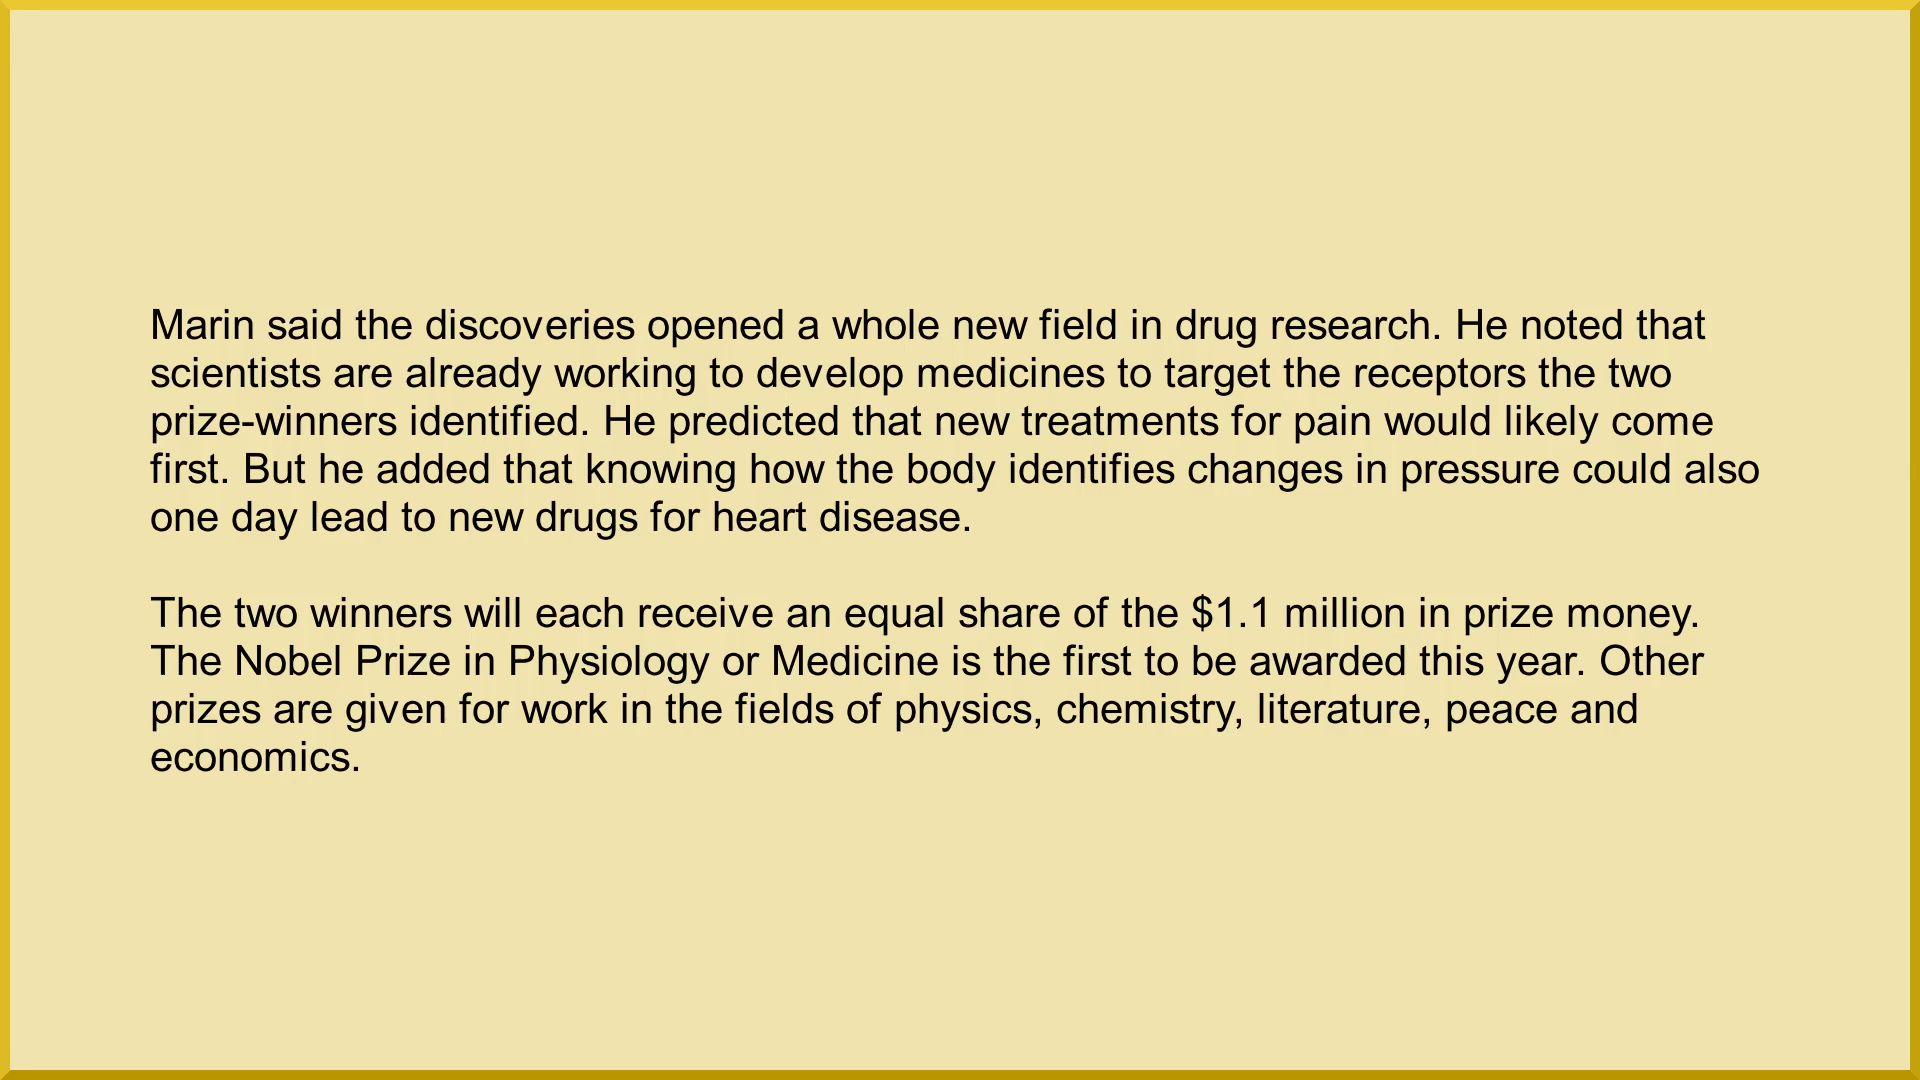 Marin said the discoveries opened a whole new field in drug research. He noted that
scientists are already working to develop medicines to target the receptors the two
prize-winners identified. He predicted that new treatments for pain would likely come
first. But he added that knowing how the body identifies changes in pressure could also
one day lead to new drugs for heart disease.
The two winners will each receive an equal share of the $1.1 million in prize money.
The Nobel Prize in Physiology or Medicine is the first to be awarded this year. Other
prizes are given for work in the fields of physics, chemistry, literature, peace and
economics.